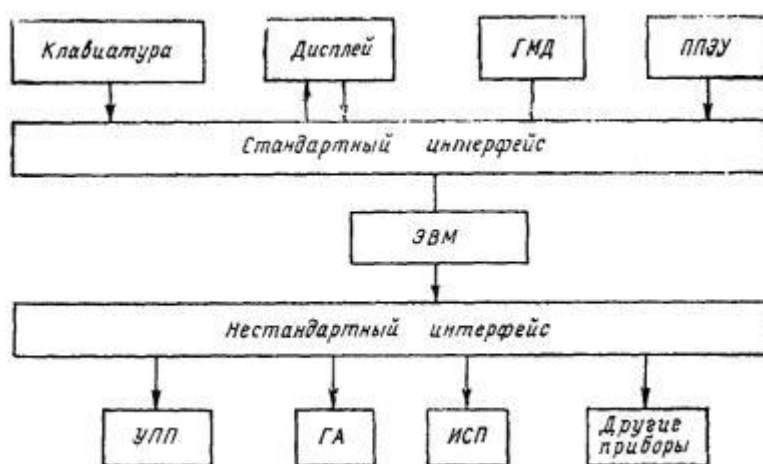 Клавиатура
Дисплей
ГМД
ППЗУ
Стандартный интерфейс
ЭВМ
Нестандартный интерфейс
УПП
ГА
ИСП
Другие
приборы